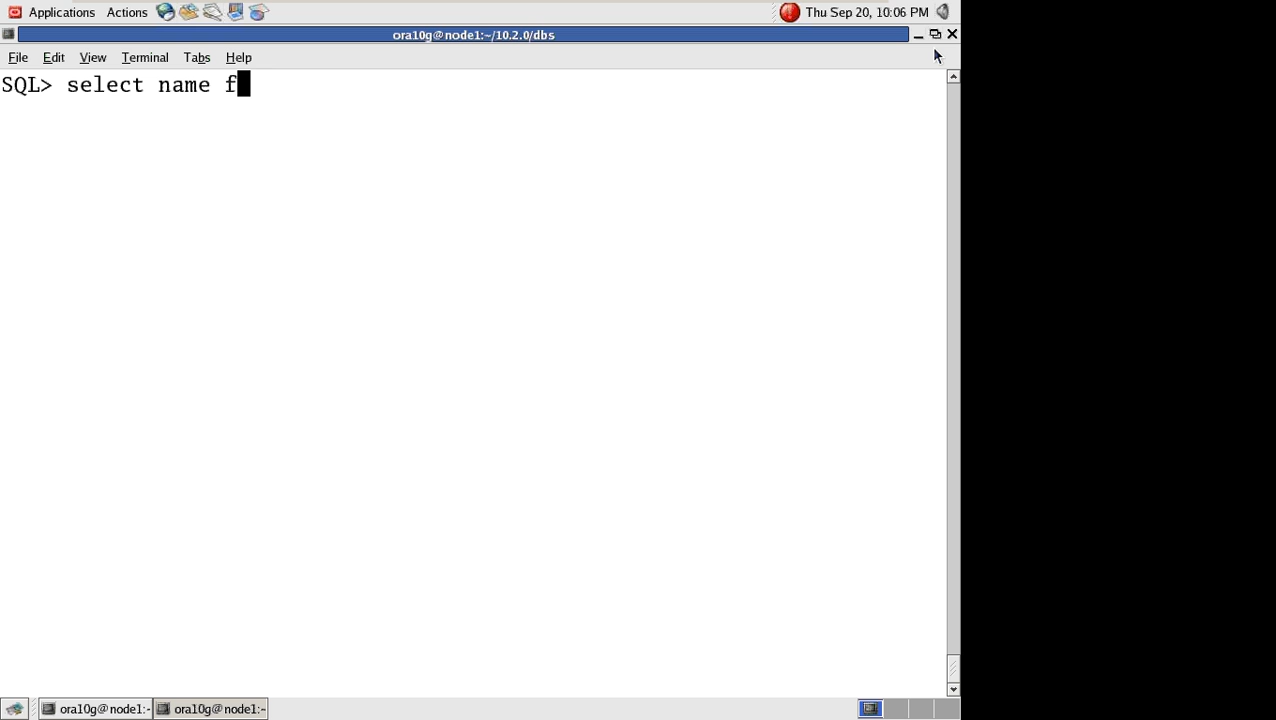 Applications Actions Thu Sep 20, 10:06 PM
ora10g@node1:~/10.2.0/dbs
File Edit View Terminal Tabs Help
SQL> select name f
ora10g@node1:- ora10g@node1:-